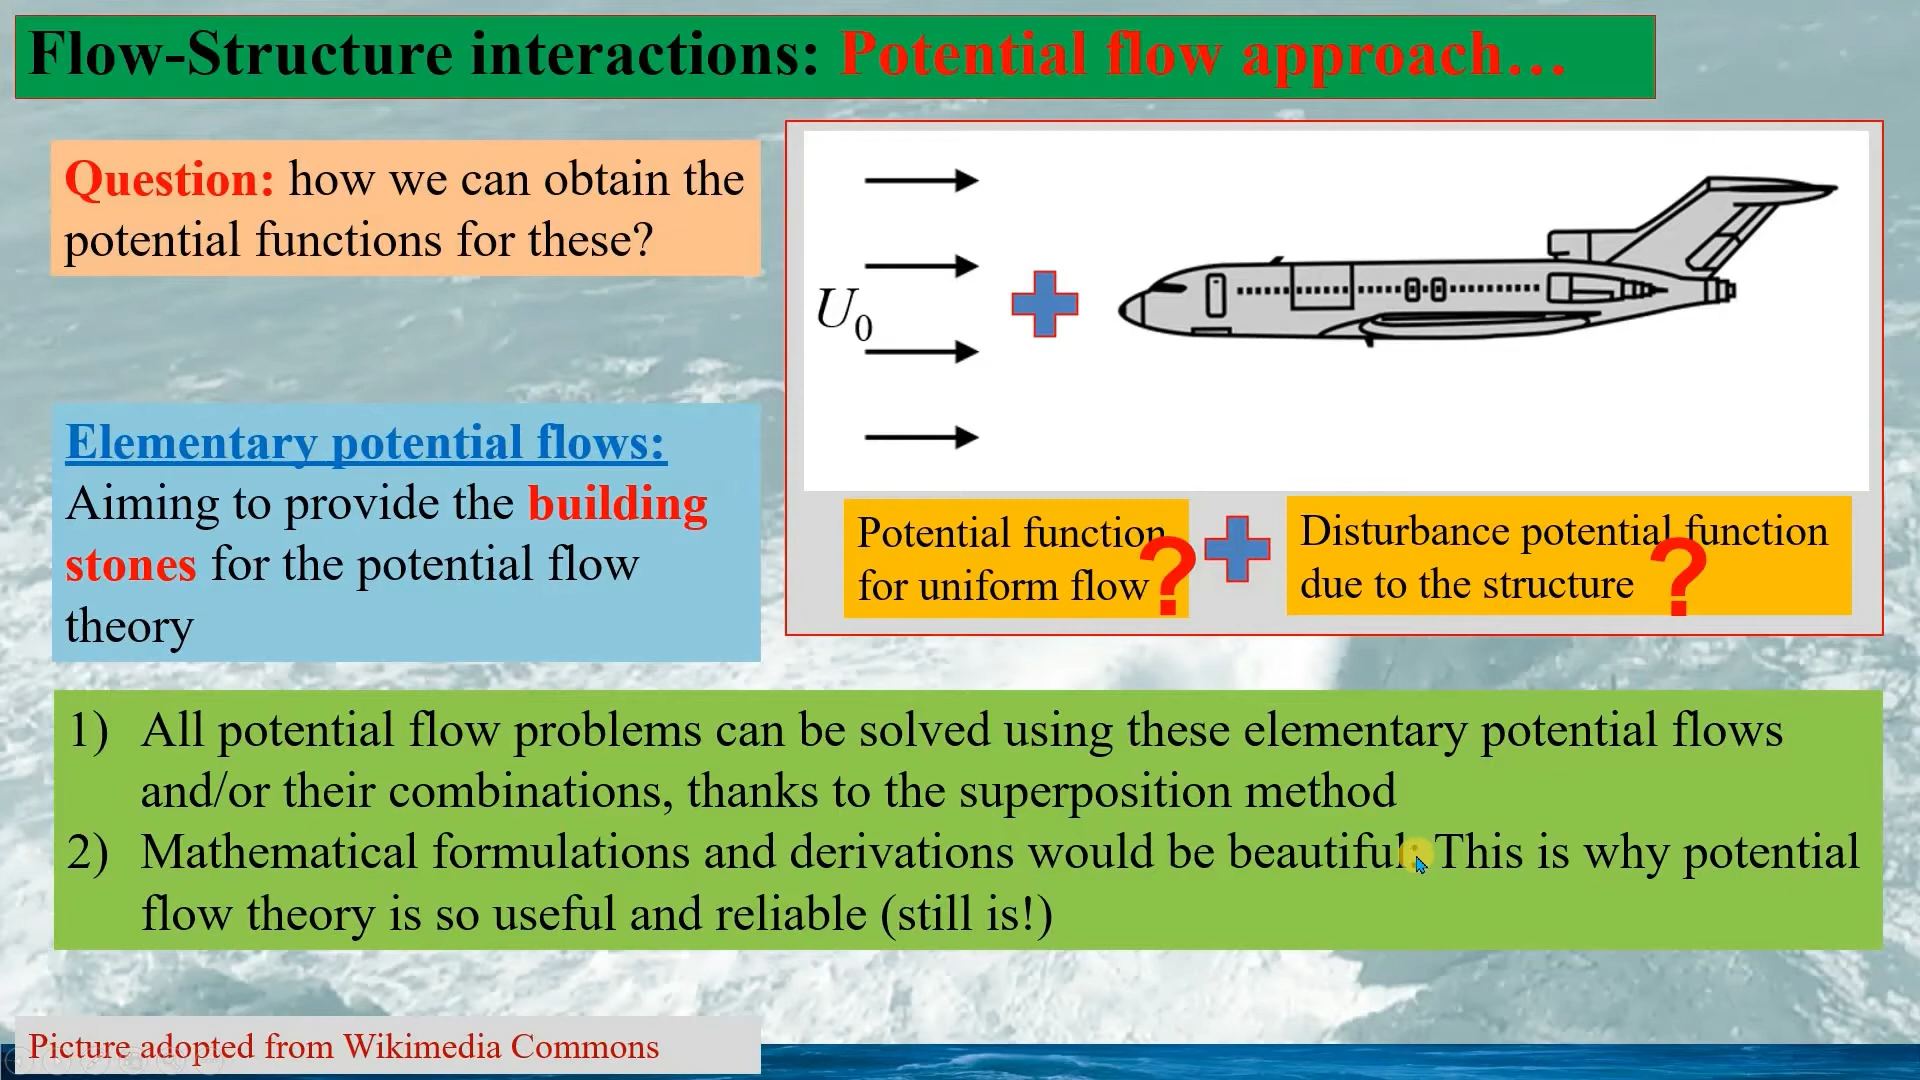 Flow-Structure interactions: Potential flow approach…
Question: how we can obtain the
potential functions for these?
U0
Elementary potential flows:
Aiming to provide the building
stones for the potential flow
theory
Potential function
for uniform flow?
Disturbance potential function
due to the structure ?
1) All potential flow problems can be solved using these elementary potential flows
and/or their combinations, thanks to the superposition method
2) Mathematical formulations and derivations would be beautiful. This is why potential
flow theory is so useful and reliable (still is!)
Picture adopted from Wikimedia Commons